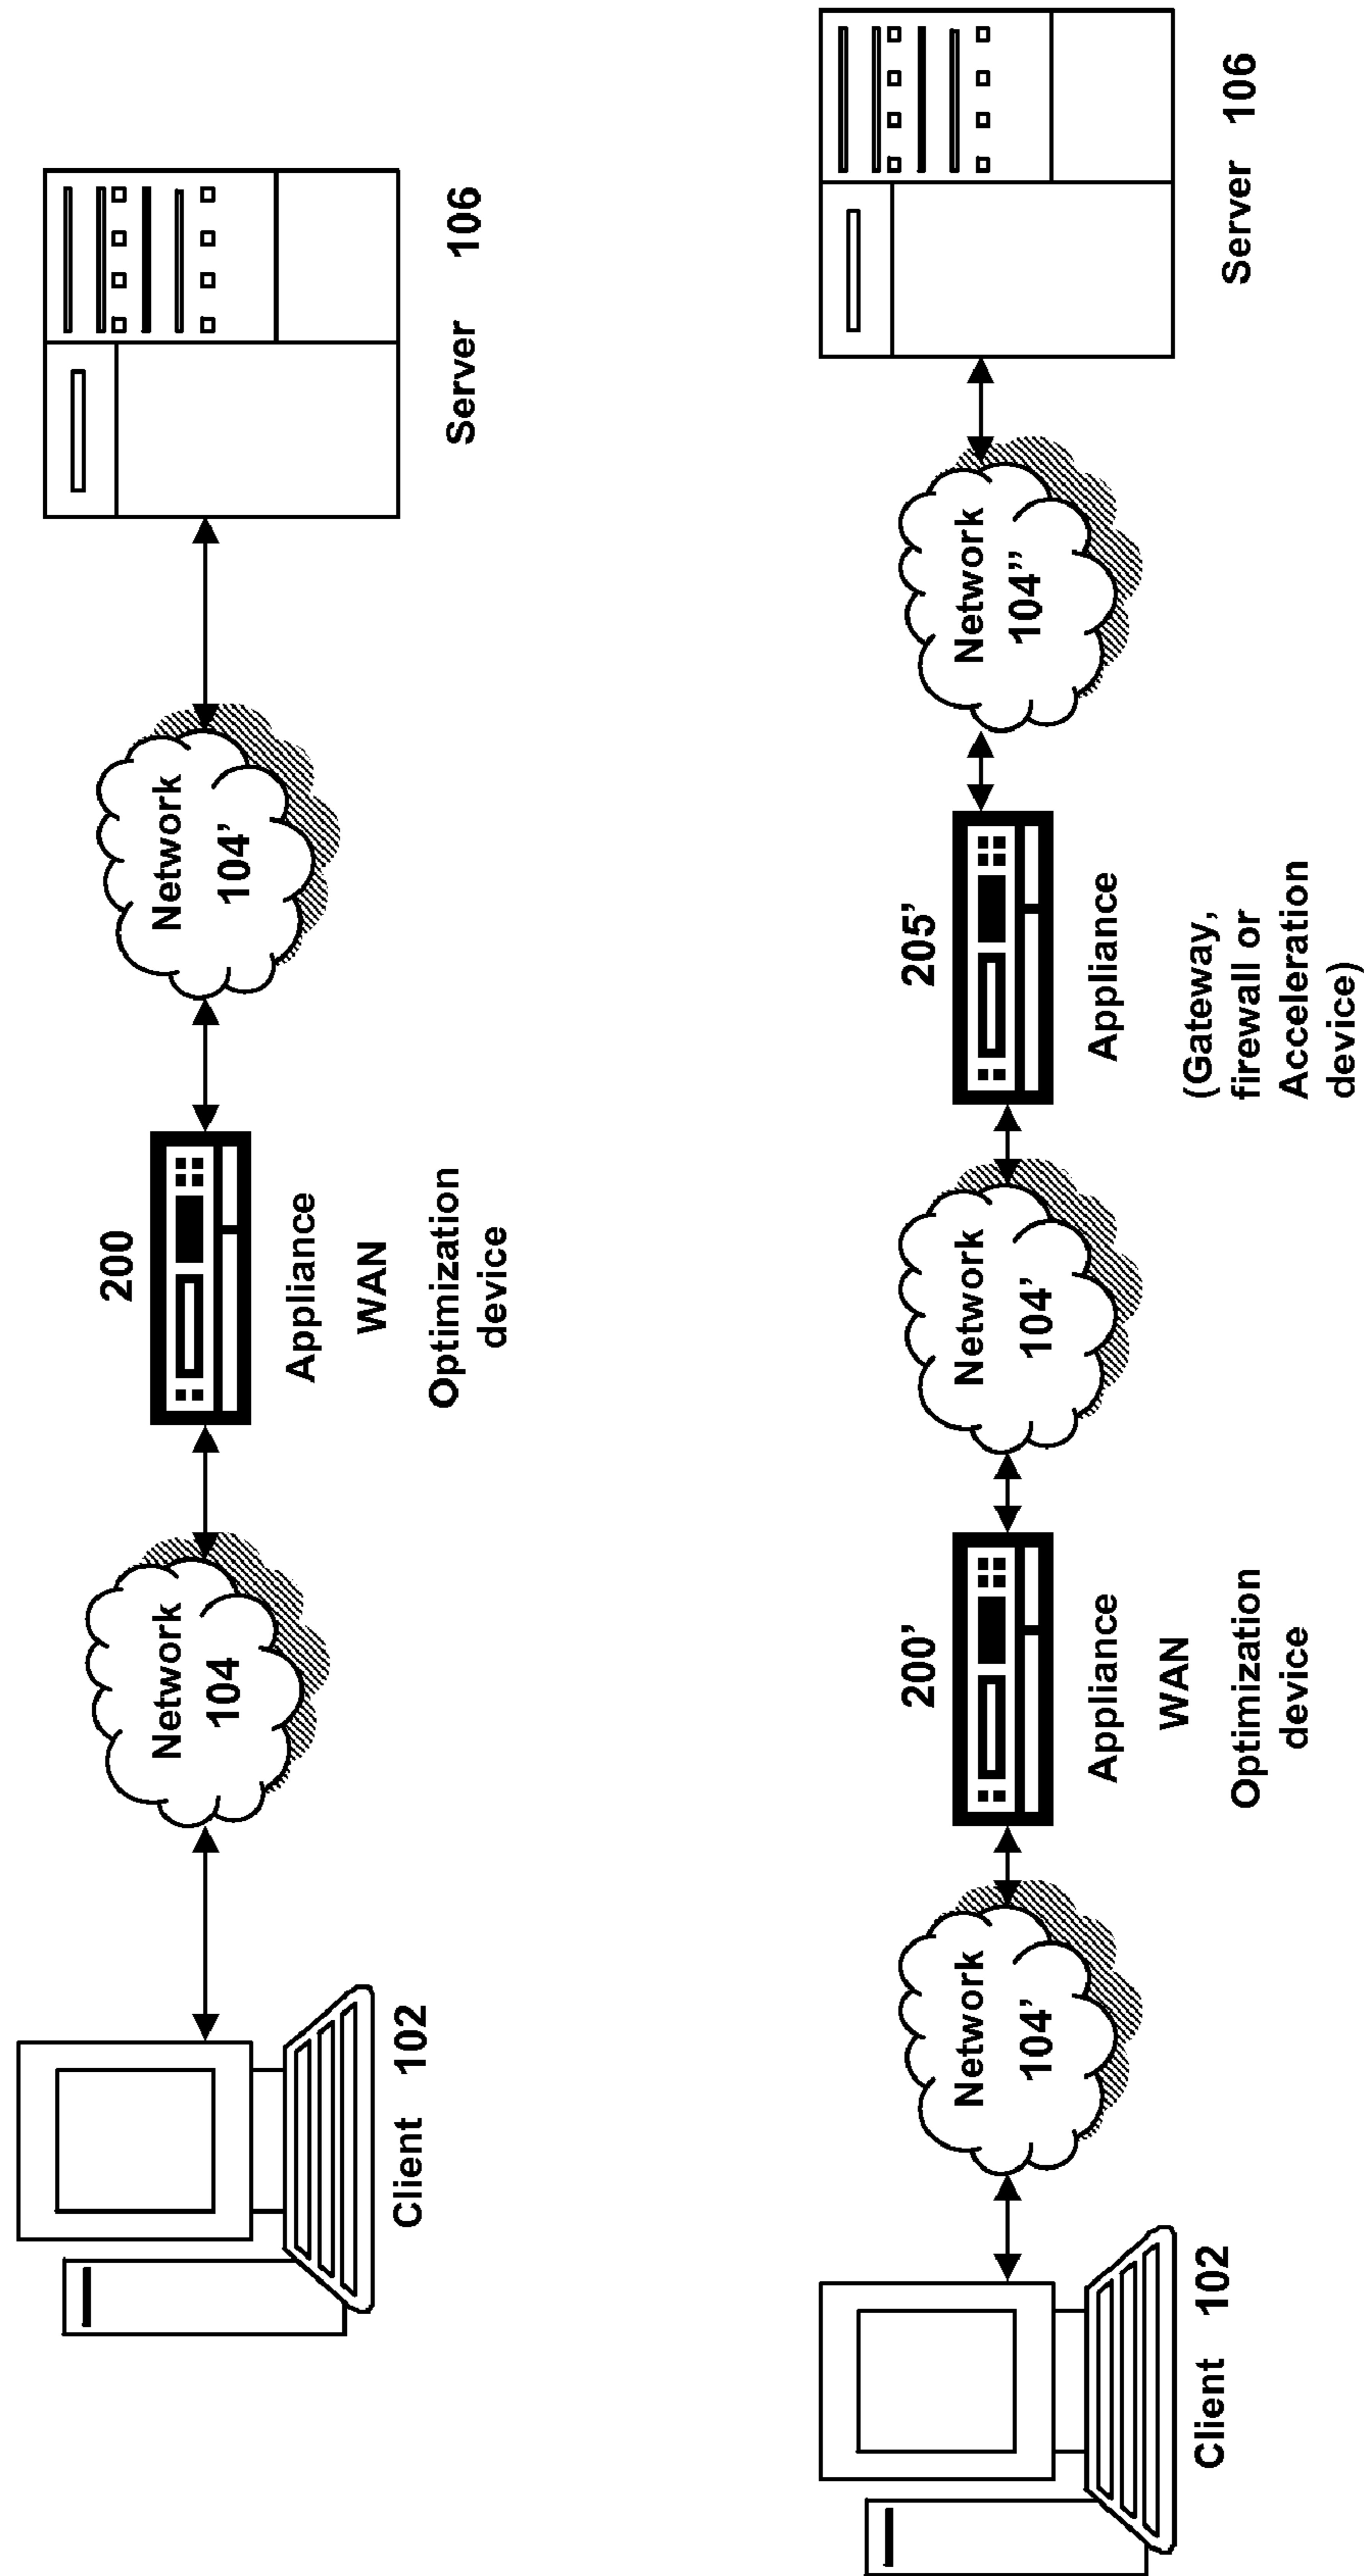 Client 102
Network
104
200
Appliance
WAN
Optimization
device
Network
104'
Server 106
Client 102
Network
104'
200'
Appliance
WAN
Optimization
device
Network
104'
205'
Appliance
(Gateway,
firewall or
Acceleration
device)
Network
104''
Server 106